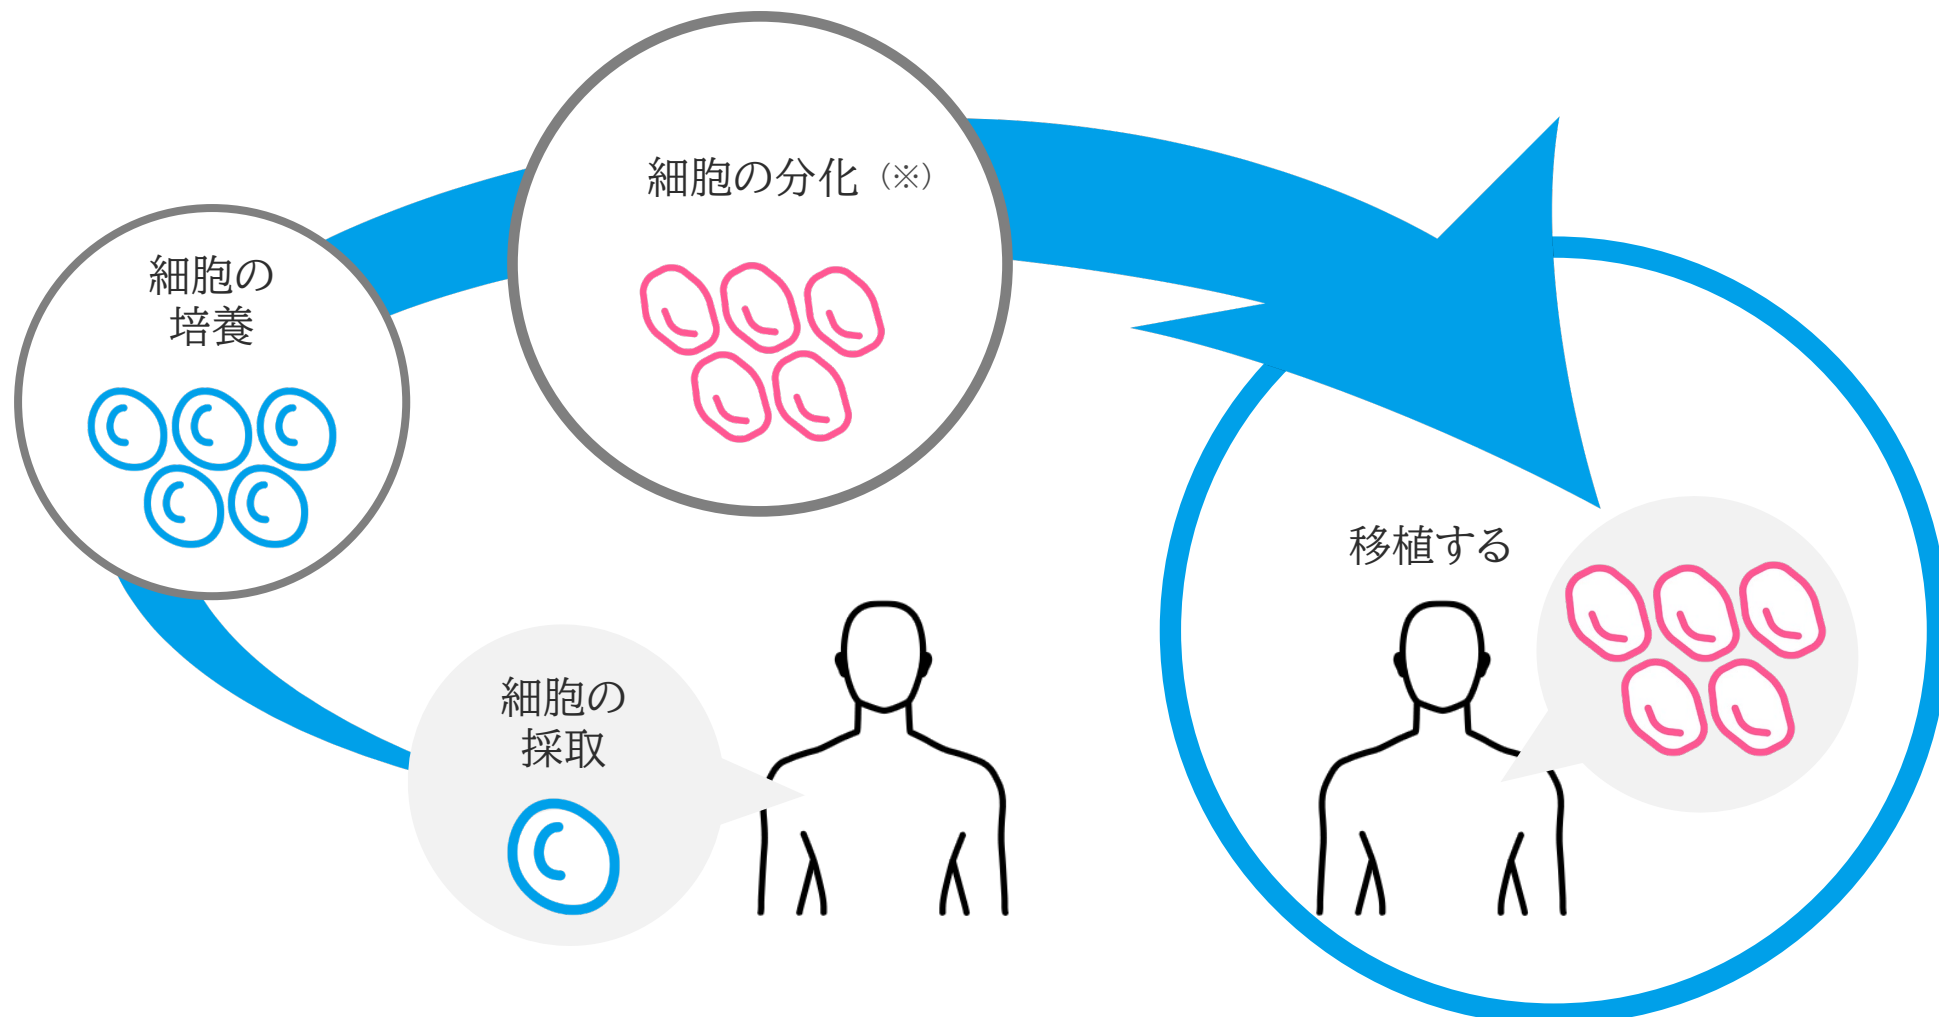 細胞の分化（※）
細胞の
培養
移植する
細胞の
採取